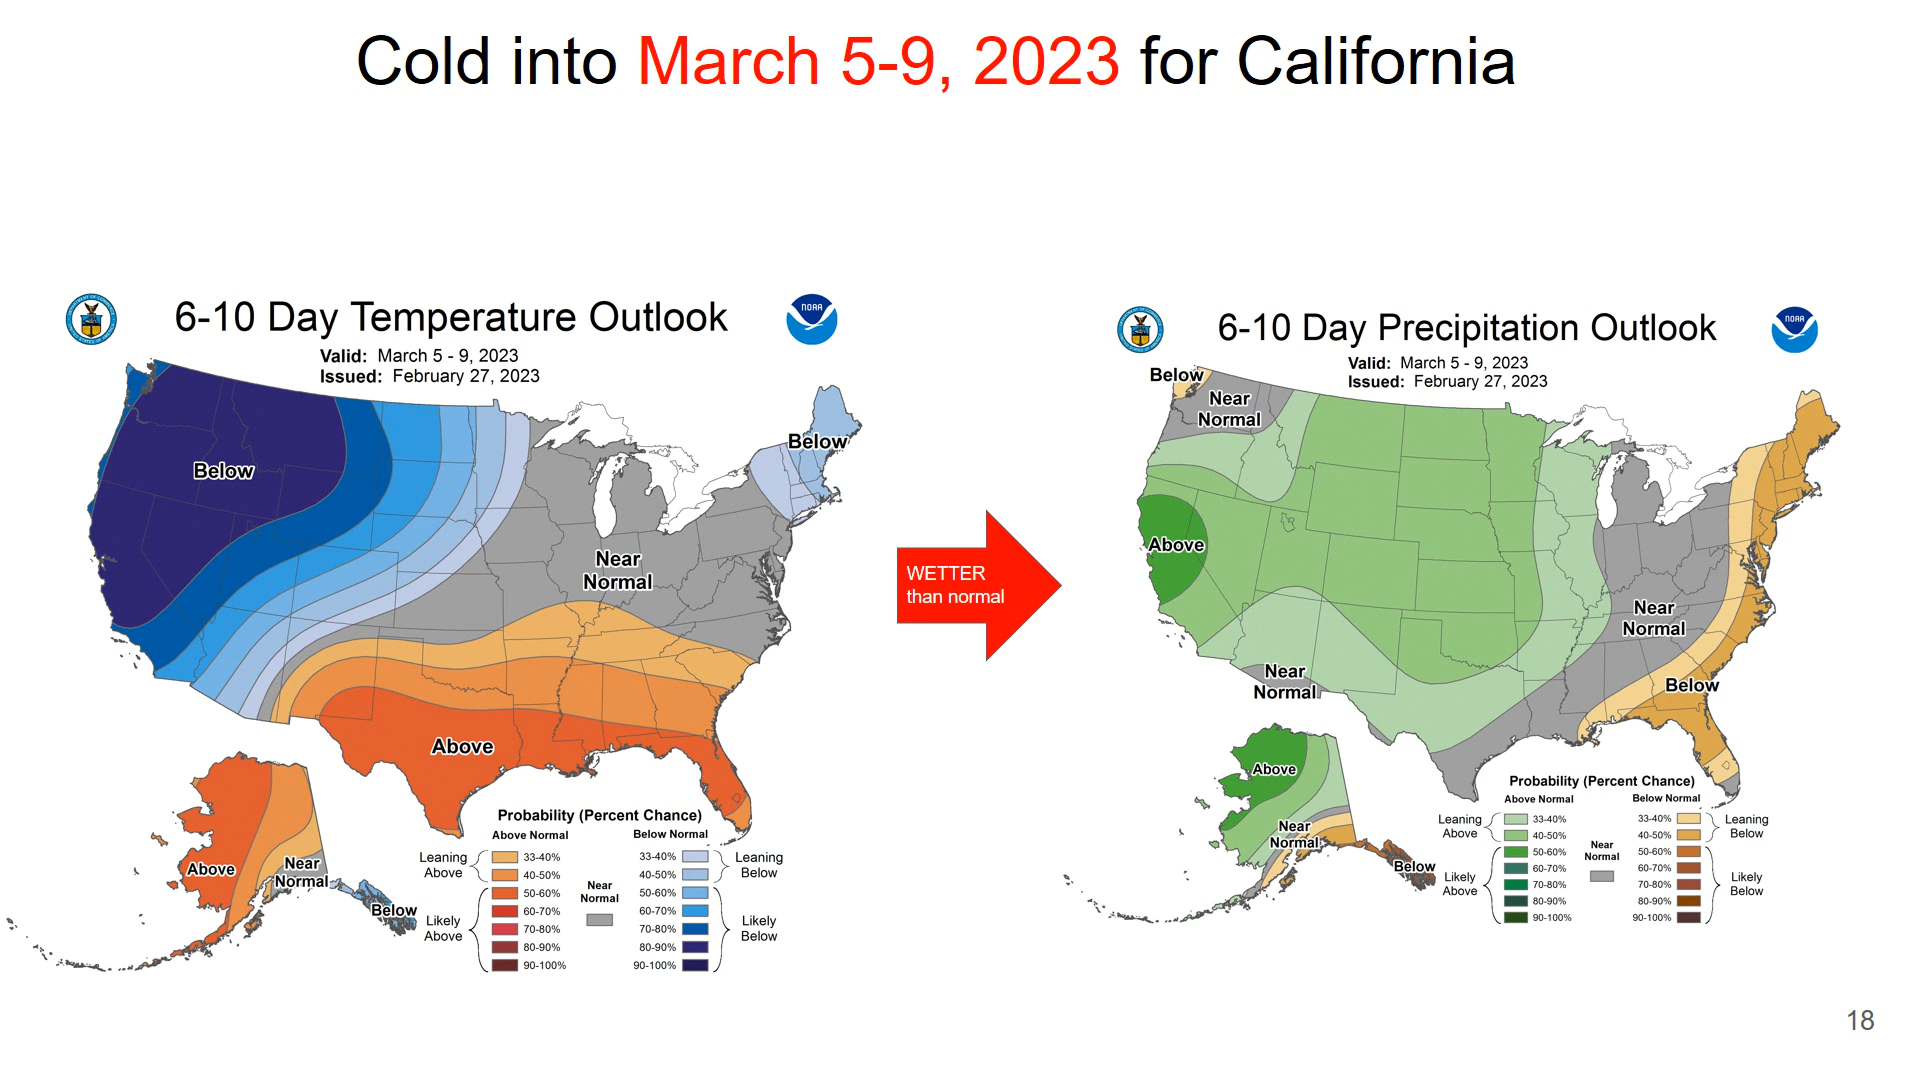 Cold into March 5-9, 2023 for California
6-10 Day Temperature Outlook
Valid: March 5 - 9, 2023
Issued: February 27, 2023
NOAA
Below
Below
Near
Normal
Above
Above
Near
Normal
Below
Probability (Percent Chance)
Above Normal
Below Normal
Leaning
Above
33-40%
40-50%
Likely
Above
50-60%
60-70%
70-80%
80-90%
90-100%
Near
Normal
33-40%
40-50%
Leaning
Below
50-60%
60-70%
70-80%
80-90%
90-100%
Likely
Below
WETTER
than normal
6-10 Day Precipitation Outlook
Valid: March 5 - 9, 2023
Issued: February 27, 2023
NOAA
Below
Near
Normal
Above
Near
Normal
Near
Normal
Below
Above
Near
Normal
Below
Probability (Percent Chance)
Above Normal
Below Normal
Leaning
Above
33-40%
40-50%
Likely
Above
50-60%
60-70%
70-80%
80-90%
90-100%
Near
Normal
33-40%
40-50%
Leaning
Below
50-60%
60-70%
70-80%
80-90%
90-100%
Likely
Below
18